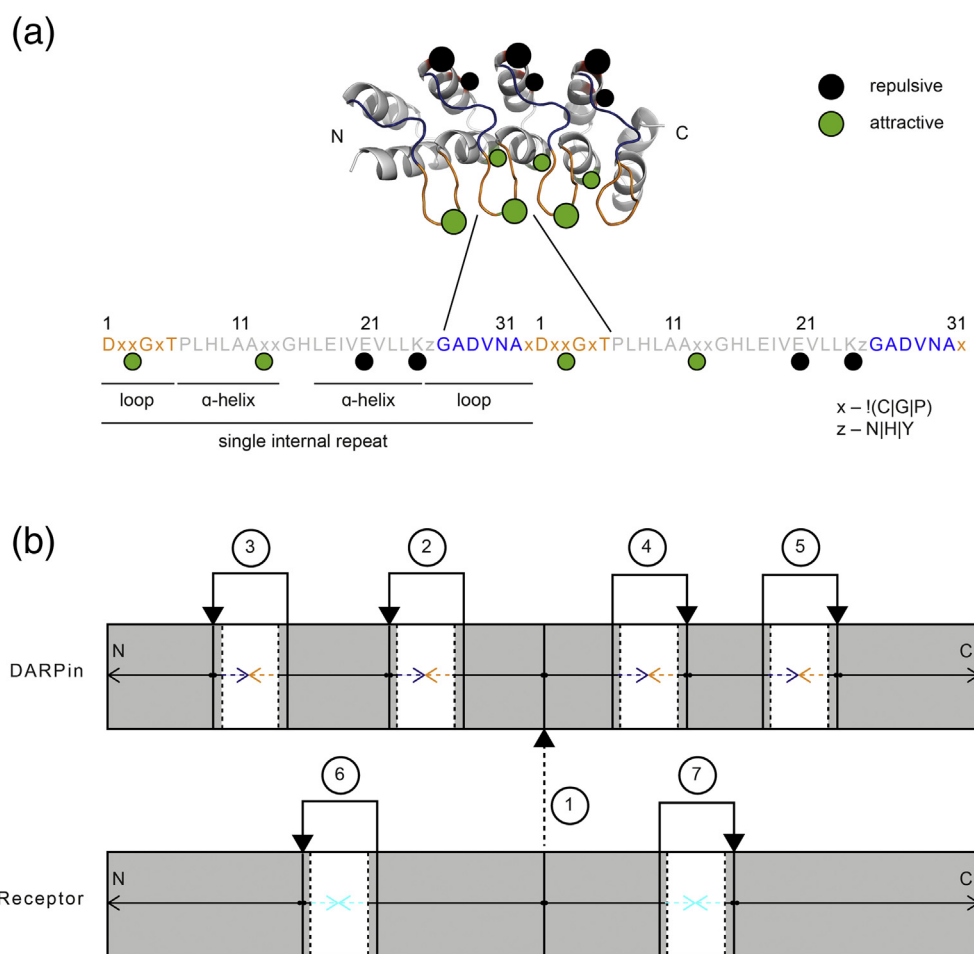 (a)
repulsive
attractive
N
C
1 11 21 31 1 11 21 31
DxxGxTPLHLAAxxGHLEIVEVLLKzGADVNAxDxxGxTPLHLAAxxGHLEIVEVLLKzGADVNAx
loop α-helix α-helix loop
x – !(C|G|P)
z – N|H|Y
single internal repeat
(b)
3 2 4 5
N C
DARPin
6 7
1
N C
Receptor